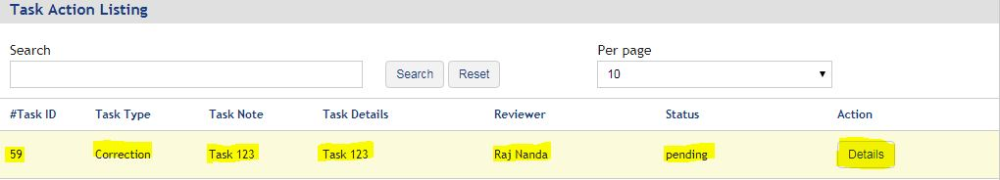 Task Action Listing
Search Per page
Search Reset 10
#Task ID Task Type Task Note Task Details Reviewer Status Action
59 Correction Task 123 Task 123 Raj Nanda pending Details